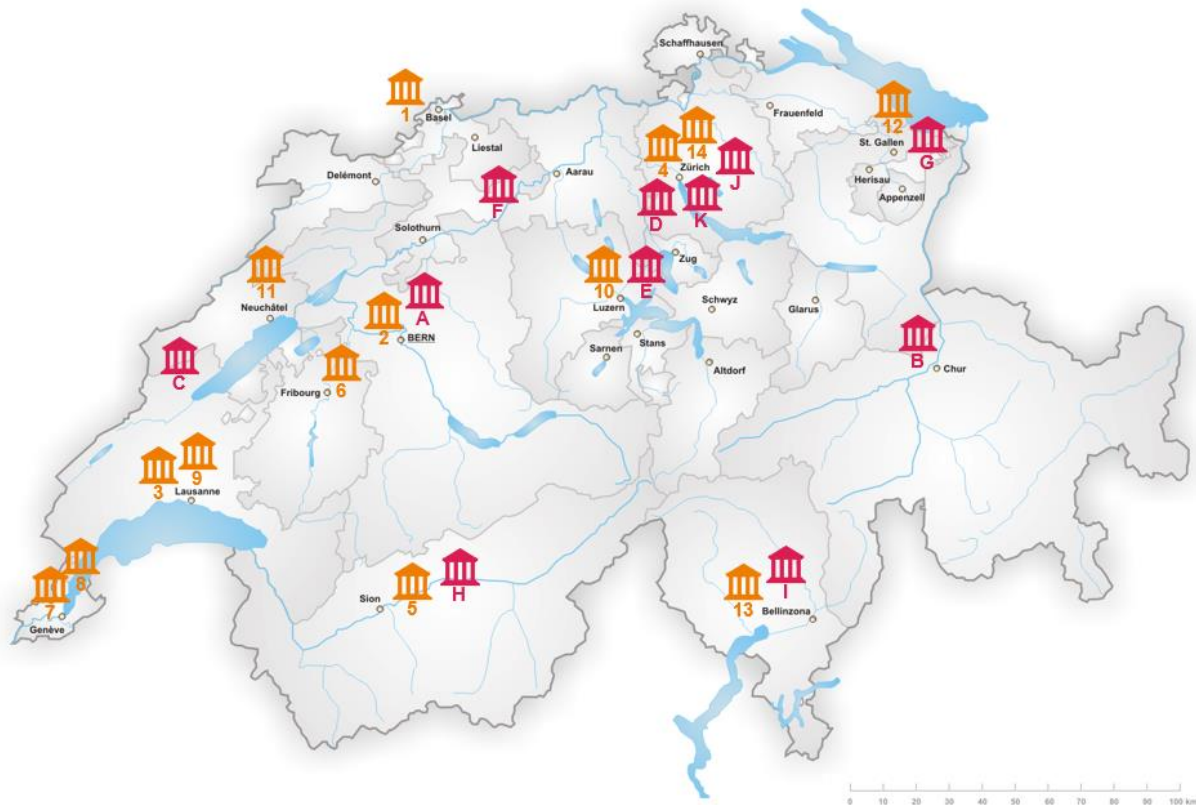 Schaffhausen
1
Basel
Frauenfeld
12
Liestal
4
14
Zürich
St. Gallen
G
J
Delémont
Aarau
F
D
K
Herisau
Appenzell
Solothurn
Zug
11
10
E
Neuchâtel
A
2
BERN
Luzern
Schwyz
Glarus
Stans
Sarnen
Altdorf
B
Chur
C
6
Fribourg
3
9
Lausanne
8
7
Genève
Sion
5
H
13
I
Bellinzona
0 10 20 30 40 50 60 70 80 90 100 km